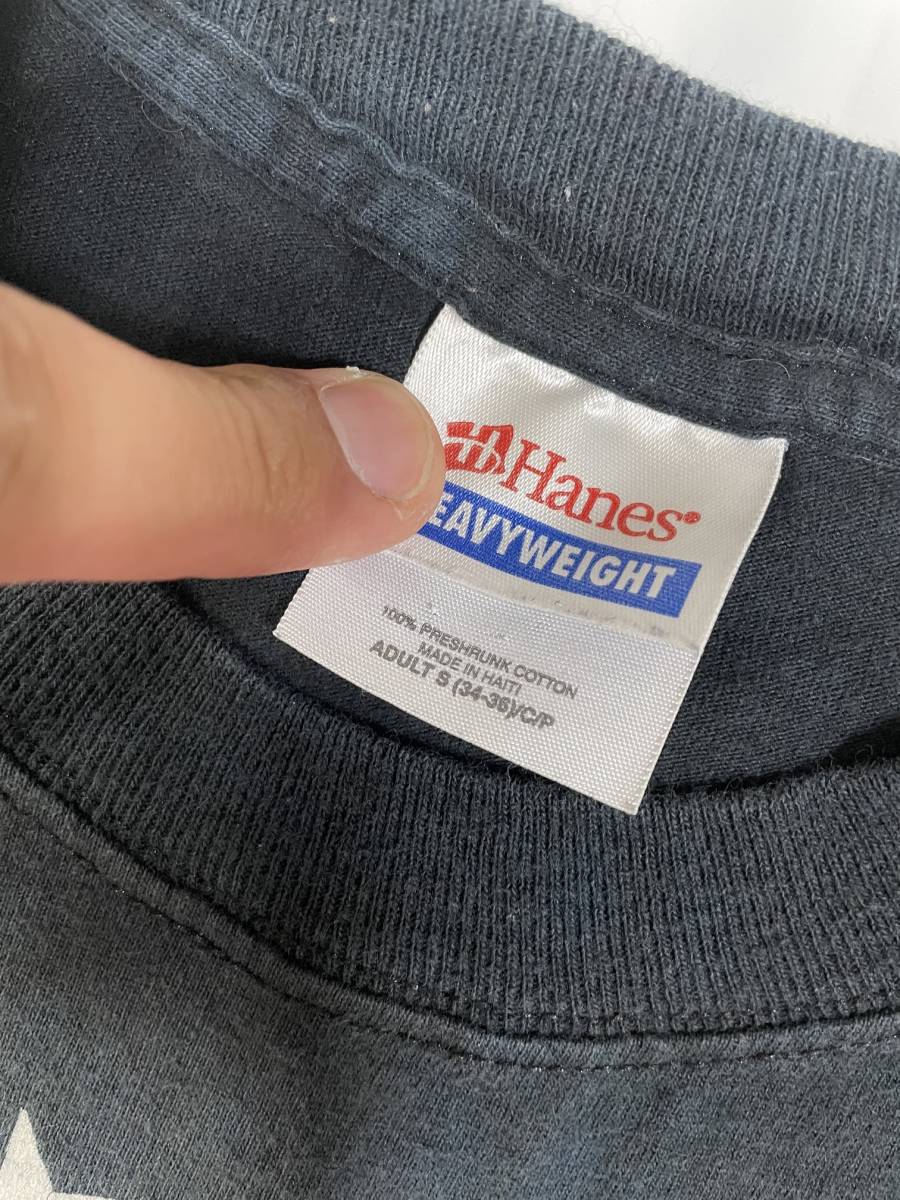 Hanes
EAVYWEIGHT
100% PRESHRUNK COTTON
MADE IN HAITI
ADULT S (34-36)/C/P